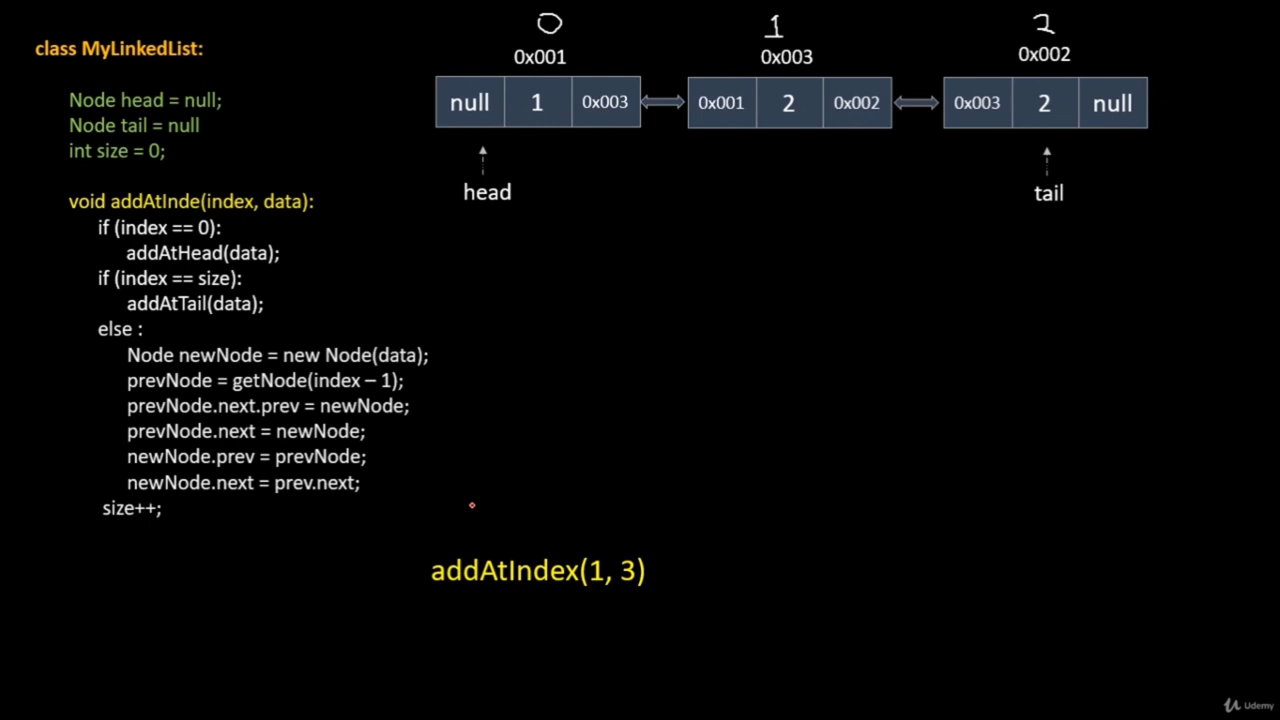 class MyLinkedList:
Node head = null;
Node tail = null
int size = 0;
void addAtInde(index, data):
if (index == 0):
addAtHead(data);
if (index == size):
addAtTail(data);
else :
Node newNode = new Node(data);
prevNode = getNode(index – 1);
prevNode.next.prev = newNode;
prevNode.next = newNode;
newNode.prev = prevNode;
newNode.next = prev.next;
size++;
0 1 2
0x001 0x003 0x002
null 1 0x003 0x001 2 0x002 0x003 2 null
head tail
addAtIndex(1, 3)
Udemy